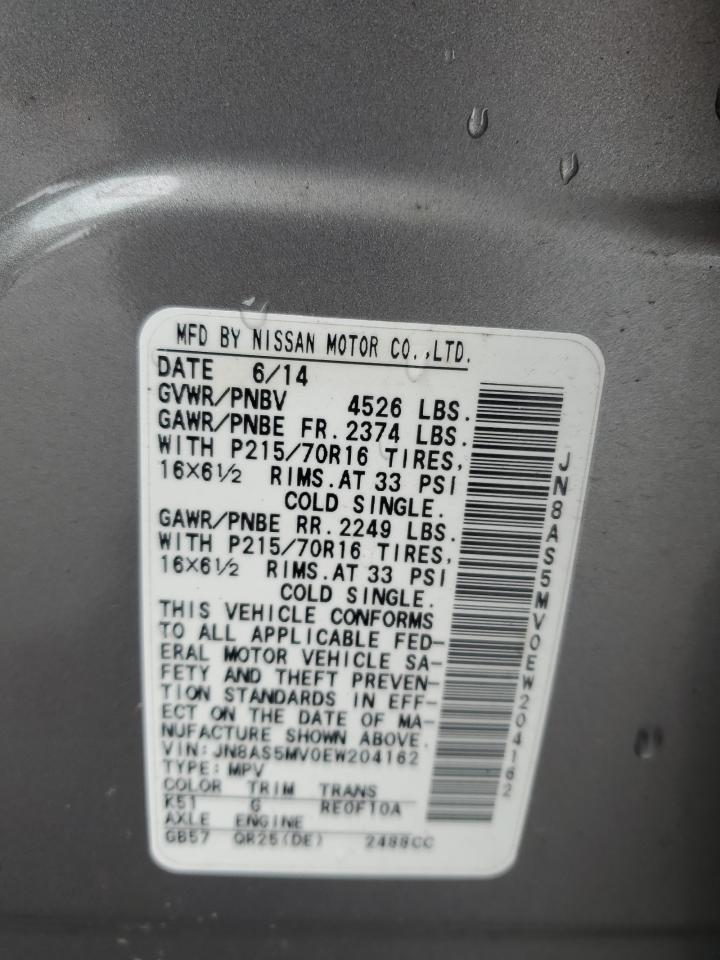 MFD BY NISSAN MOTOR CO.,LTD.
DATE 6/14
GVWR/PNBV 4526 LBS.
GAWR/PNBE FR. 2374 LBS.
WITH P215/70R16 TIRES,
16X6½ RIMS. AT 33 PSI
COLD SINGLE.
GAWR/PNBE RR. 2249 LBS.
WITH P215/70R16 TIRES,
16X6½ RIMS. AT 33 PSI
COLD SINGLE.
THIS VEHICLE CONFORMS
TO ALL APPLICABLE FED-
ERAL MOTOR VEHICLE SA-
FETY AND THEFT PREVEN-
TION STANDARDS IN EFF-
ECT ON THE DATE OF MA-
NUFACTURE SHOWN ABOVE.
VIN: JN8AS5MV0EW204162
TYPE: MPV
COLOR TRIM TRANS
K51 G RE0F10A
AXLE ENGINE
GB57 QR25(DE) 2488CC
JN8AS5MV0EW204162